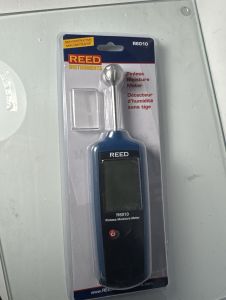 R6010
REED
INSTRUMENTS
Pinless
Moisture
Meter
Détecteur
d'humidité
sans tige
REED
R6010
Pinless Moisture Meter